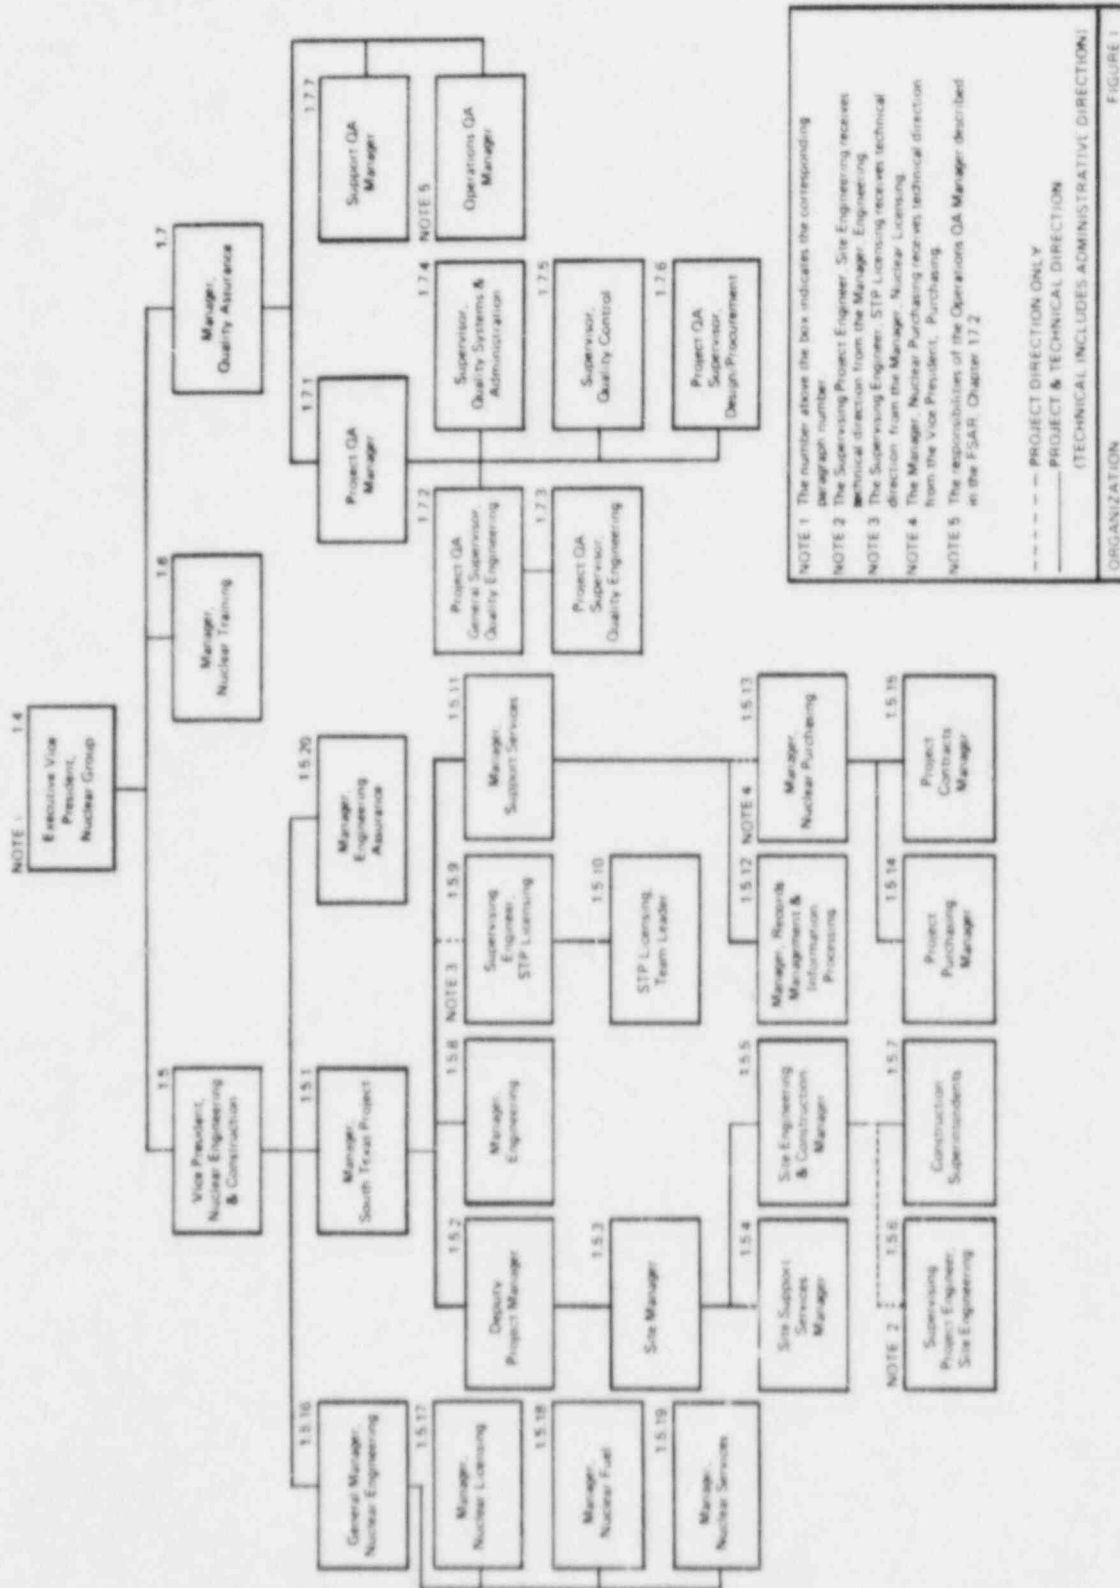 NOTE 1
1.4
Executive Vice
President,
Nuclear Group
1.5
Vice President,
Nuclear Engineering
& Construction
1.6
Manager,
Nuclear Training
1.7
Manager,
Quality Assurance
1.5.16
General Manager,
Nuclear Engineering
1.5.1
Manager,
South Texas Project
1.5.20
Manager,
Engineering
Assurance
1.7.1
Project QA
Manager
1.7.7
Support QA
Manager
1.5.17
Manager,
Nuclear Licensing
1.5.2
Deputy
Project Manager
1.5.8
Manager,
Engineering
NOTE 3
1.5.9
Supervising
Engineer,
STP Licensing
1.5.11
Manager,
Support Services
1.7.2
Project QA
General Supervisor,
Quality Engineering
1.7.4
Supervisor,
Quality Systems &
Administration
NOTE 5
Operations QA
Manager
1.5.18
Manager,
Nuclear Fuel
1.5.3
Site Manager
1.5.10
STP Licensing,
Team Leader
1.7.3
Project QA
Supervisor,
Quality Engineering
1.7.5
Supervisor,
Quality Control
1.5.19
Manager,
Nuclear Services
1.5.4
Site Support
Services
Manager
1.5.5
Site Engineering
& Construction
Manager
1.5.12
Manager, Records
Management &
Information
Processing
NOTE 4
1.5.13
Manager,
Nuclear Purchasing
1.7.6
Project QA
Supervisor,
Design/Procurement
NOTE 2
1.5.6
Supervising
Project Engineer,
Site Engineering
1.5.7
Construction
Superintendents
1.5.14
Project
Purchasing
Manager
1.5.15
Project
Contracts
Manager
NOTE 1 The number above the box indicates the corresponding
paragraph number
NOTE 2 The Supervising Project Engineer, Site Engineering receives
technical direction from the Manager, Engineering
NOTE 3 The Supervising Engineer, STP Licensing receives technical
direction from the Manager, Nuclear Licensing
NOTE 4 The Manager, Nuclear Purchasing receives technical direction
from the Vice President, Purchasing
NOTE 5 The responsibilities of the Operations QA Manager described
in the FSAR, Chapter 17.2
----- PROJECT DIRECTION ONLY
——— PROJECT & TECHNICAL DIRECTION
(TECHNICAL INCLUDES ADMINISTRATIVE DIRECTION)
ORGANIZATION FIGURE 1